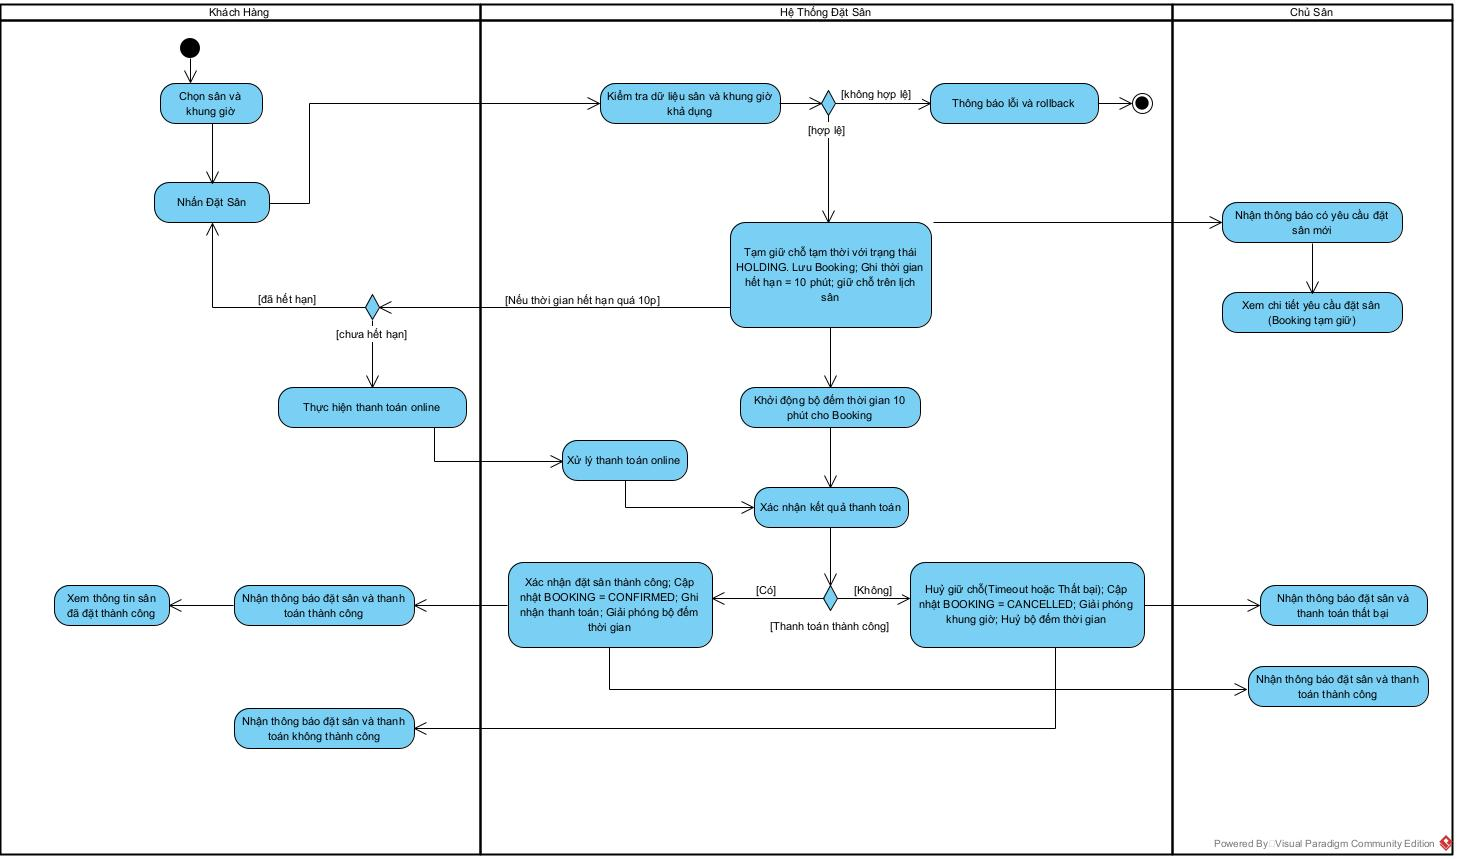 Khách Hàng
Hệ Thống Đặt Sân
Chủ Sân
Chọn sân và
khung giờ
Kiểm tra dữ liệu sân và khung giờ
khả dụng
[không hợp lệ]
Thông báo lỗi và rollback
[hợp lệ]
Nhấn Đặt Sân
Nhận thông báo có yêu cầu đặt
sân mới
Tạm giữ chỗ tạm thời với trạng thái
HOLDING. Lưu Booking; Ghi thời gian
hết hạn = 10 phút; giữ chỗ trên lịch
sân
[đã hết hạn]
[Nếu thời gian hết hạn quá 10p]
Xem chi tiết yêu cầu đặt sân
(Booking tạm giữ)
[chưa hết hạn]
Thực hiện thanh toán online
Khởi động bộ đếm thời gian 10
phút cho Booking
Xử lý thanh toán online
Xác nhận kết quả thanh toán
Xem thông tin sân
đã đặt thành công
Nhận thông báo đặt sân và thanh
toán thành công
Xác nhận đặt sân thành công; Cập
nhật BOOKING = CONFIRMED; Ghi
nhận thanh toán; Giải phóng bộ đếm
thời gian
[Có]
[Không]
[Thanh toán thành công]
Huỷ giữ chỗ(Timeout hoặc Thất bại); Cập
nhật BOOKING = CANCELLED; Giải phóng
khung giờ; Huỷ bộ đếm thời gian
Nhận thông báo đặt sân và
thanh toán thất bại
Nhận thông báo đặt sân và thanh
toán thành công
Nhận thông báo đặt sân và thanh
toán không thành công
Powered By Visual Paradigm Community Edition